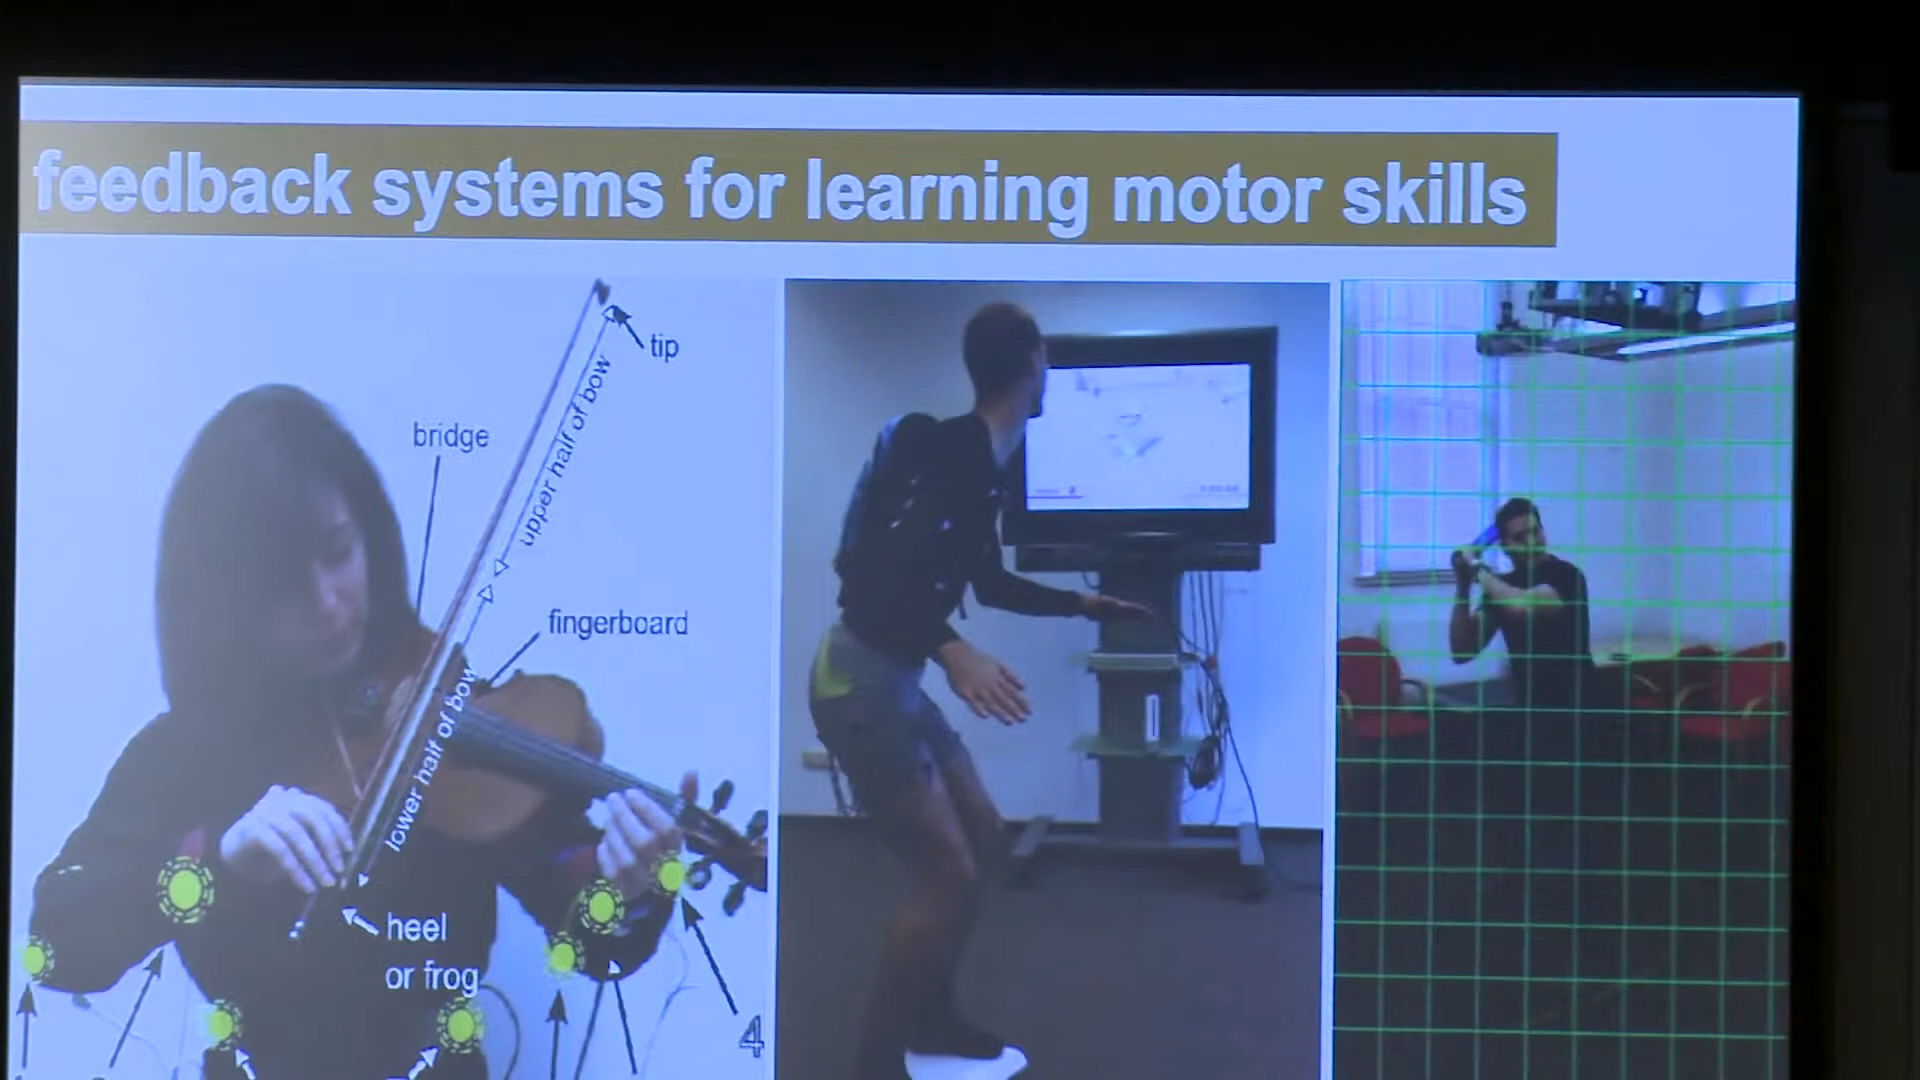 feedback systems for learning motor skills
tip
bridge
upper half of bow
fingerboard
lower half of bow
heel
or frog
4